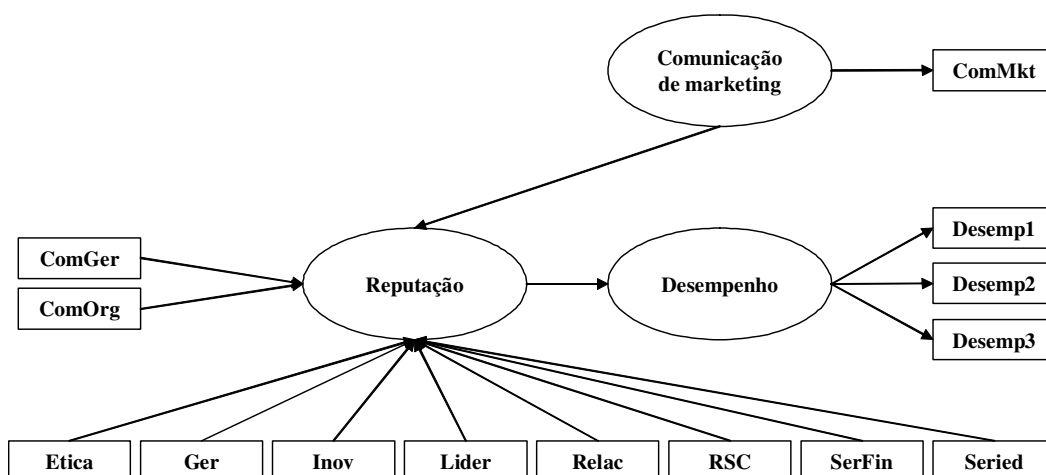 Comunicação
de marketing
ComMkt
Desemp1
ComGer
Reputação
Desempenho
Desemp2
ComOrg
Desemp3
Etica
Ger
Inov
Lider
Relac
RSC
SerFin
Seried